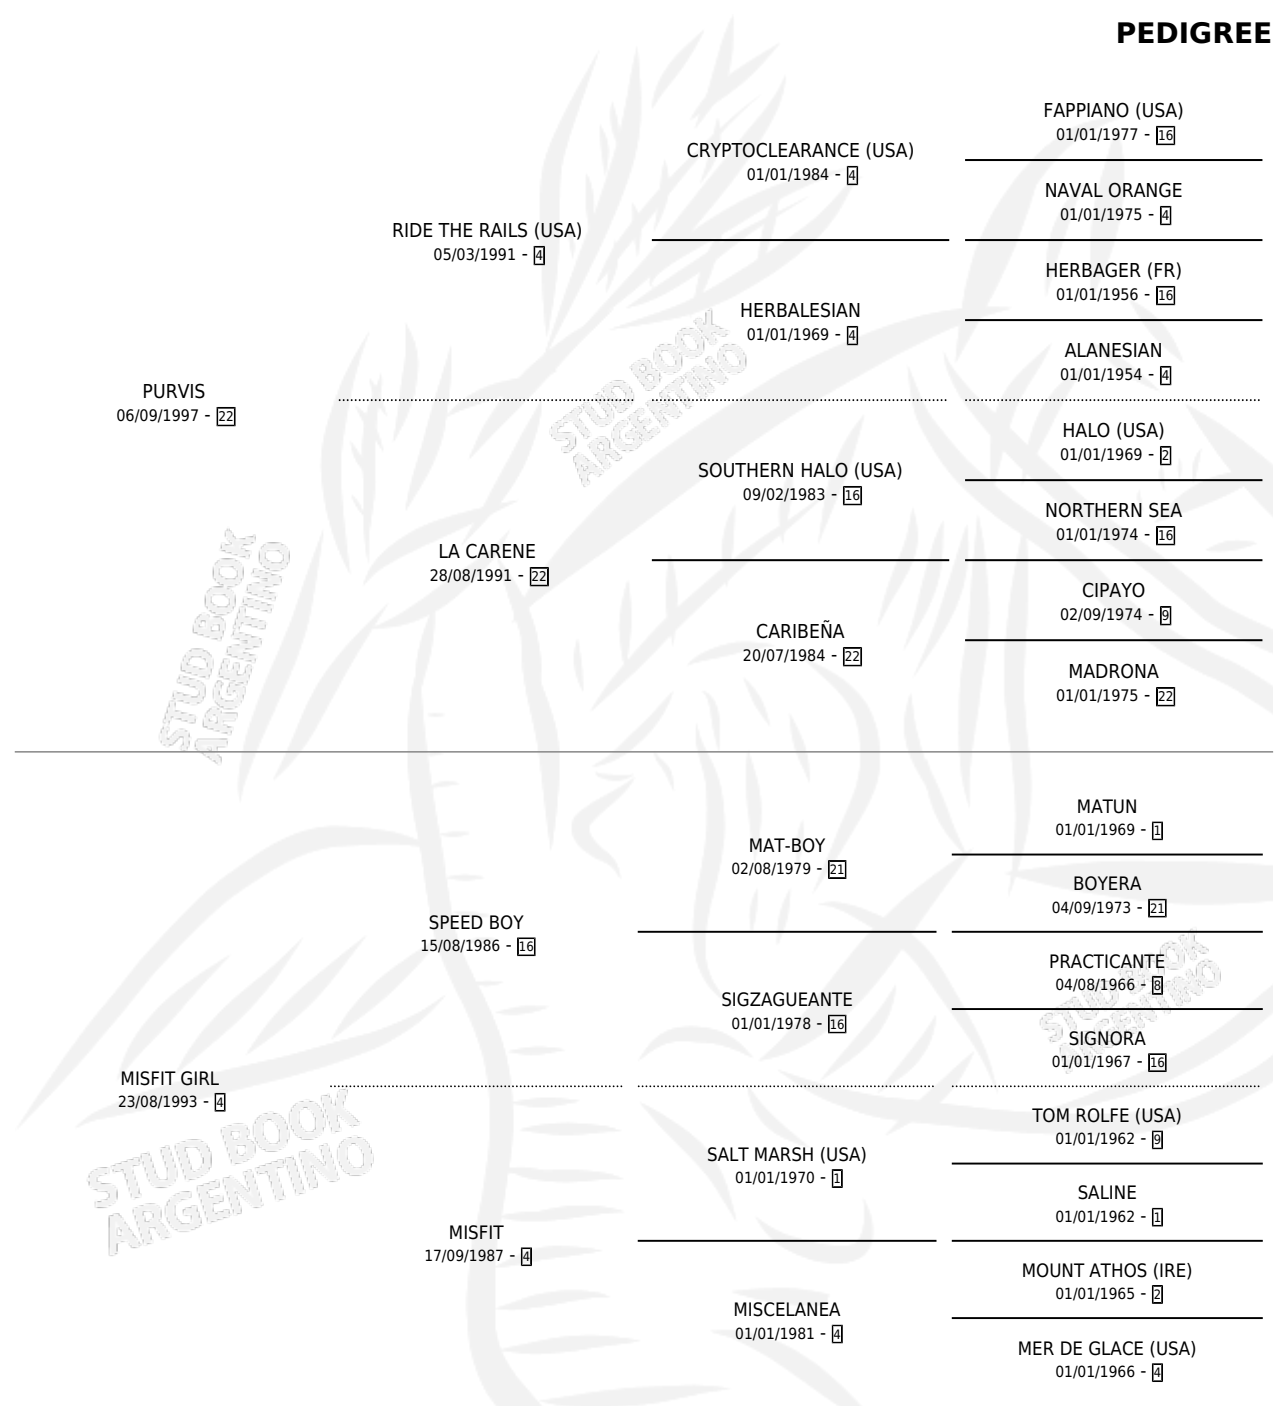 PEDIGREE
FAPPIANO (USA)
01/01/1977 - 16
CRYPTOCLEARANCE (USA)
01/01/1984 - 4
NAVAL ORANGE
01/01/1975 - 4
RIDE THE RAILS (USA)
05/03/1991 - 4
HERBAGER (FR)
01/01/1956 - 16
HERBALESIAN
01/01/1969 - 4
ALANESIAN
01/01/1954 - 4
STUD BOOK
ARGENTINO
PURVIS
06/09/1997 - 22
HALO (USA)
01/01/1969 - 2
SOUTHERN HALO (USA)
09/02/1983 - 16
NORTHERN SEA
01/01/1974 - 16
LA CARENE
28/08/1991 - 22
CIPAYO
02/09/1974 - 9
CARIBEÑA
20/07/1984 - 22
MADRONA
01/01/1975 - 22
STUD BOOK
ARGENTINO
MATUN
01/01/1969 - 1
MAT-BOY
02/08/1979 - 21
BOYERA
04/09/1973 - 21
SPEED BOY
15/08/1986 - 16
PRACTICANTE
04/08/1966 - 8
SIGZAGUEANTE
01/01/1978 - 16
SIGNORA
01/01/1967 - 16
STUD BOOK
ARGENTINO
MISFIT GIRL
23/08/1993 - 4
TOM ROLFE (USA)
01/01/1962 - 9
SALT MARSH (USA)
01/01/1970 - 1
SALINE
01/01/1962 - 1
STUD BOOK
ARGENTINO
MISFIT
17/09/1987 - 4
MOUNT ATHOS (IRE)
01/01/1965 - 2
MISCELANEA
01/01/1981 - 4
MER DE GLACE (USA)
01/01/1966 - 4